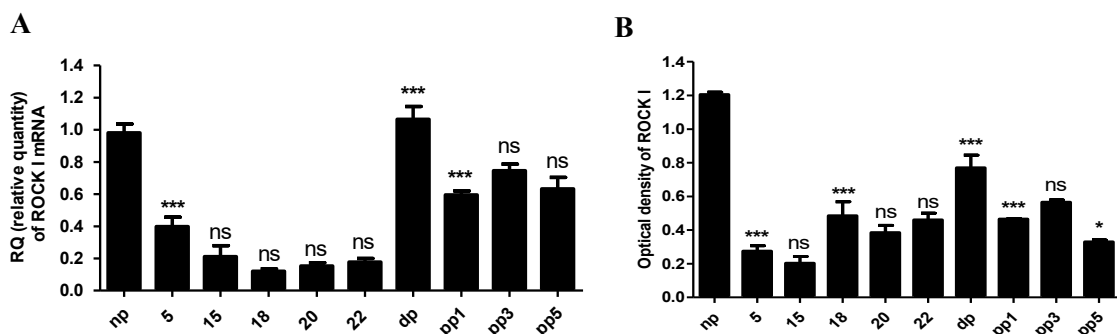 A
RQ (relative quantity)
of ROCK I mRNA
1.4
1.2
1.0
0.8
0.6
0.4
0.2
0.0
***
ns
ns
ns
ns
***
***
ns
ns
np
5
15
18
20
22
dp
pp1
pp3
pp5
B
Optical density of ROCK I
1.4
1.2
1.0
0.8
0.6
0.4
0.2
0.0
***
ns
***
ns
ns
***
***
ns
*
np
5
15
18
20
22
dp
pp1
pp3
pp5